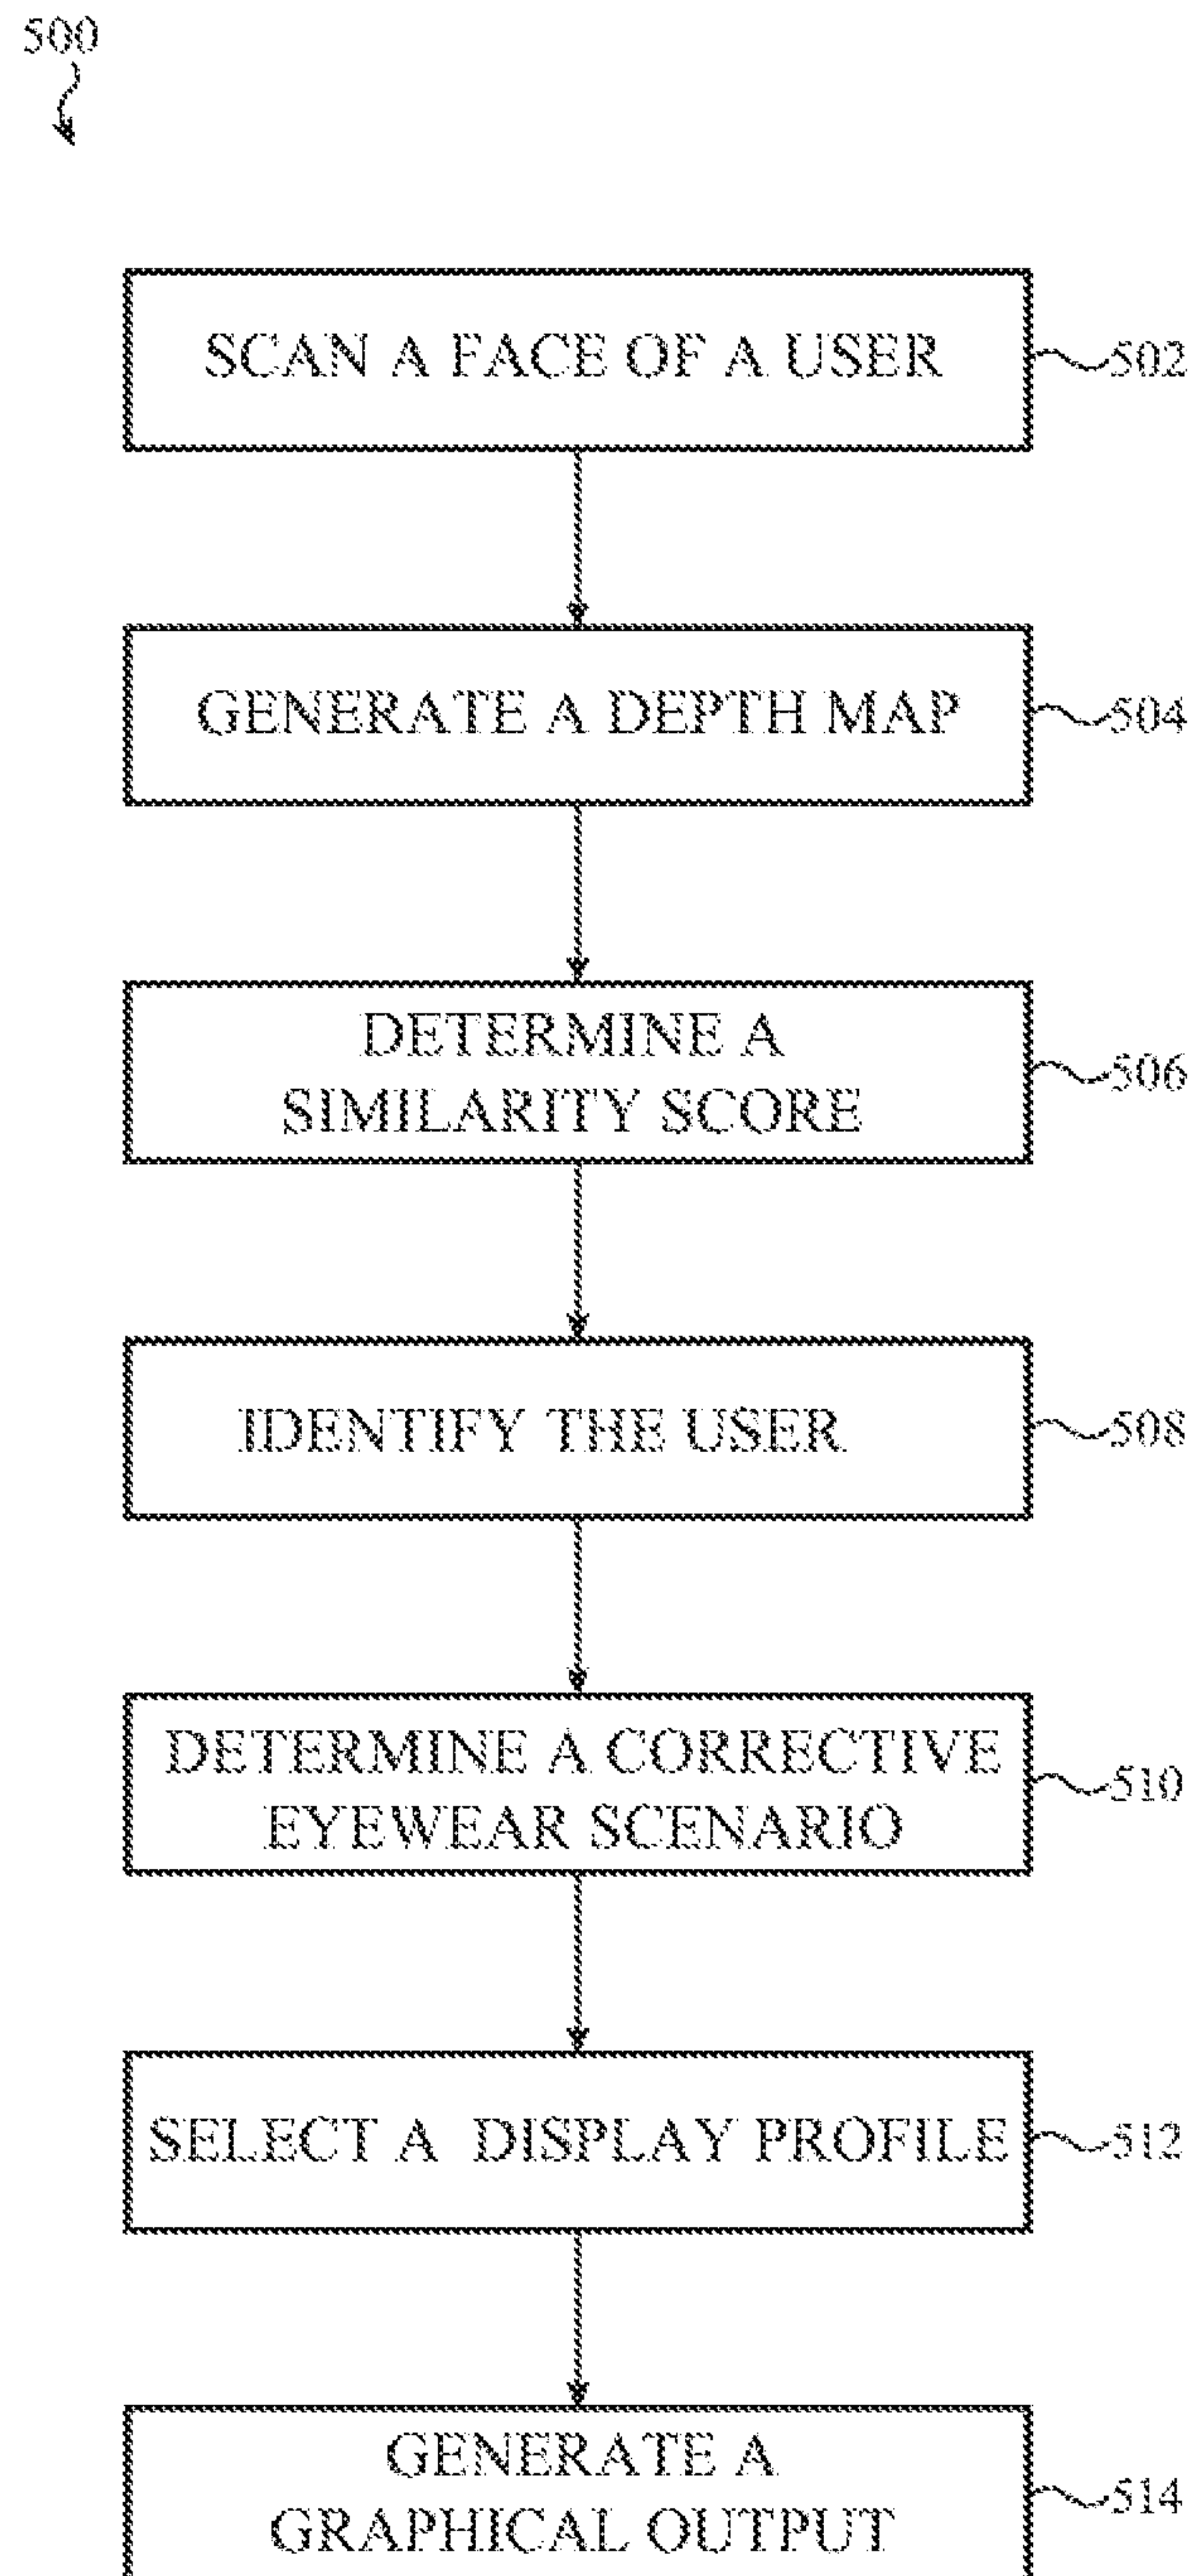 500
SCAN A FACE OF A USER
502
GENERATE A DEPTH MAP
504
DETERMINE A
SIMILARITY SCORE
506
IDENTIFY THE USER
508
DETERMINE A CORRECTIVE
EYEWEAR SCENARIO
510
SELECT A DISPLAY PROFILE
512
GENERATE A
GRAPHICAL OUTPUT
514